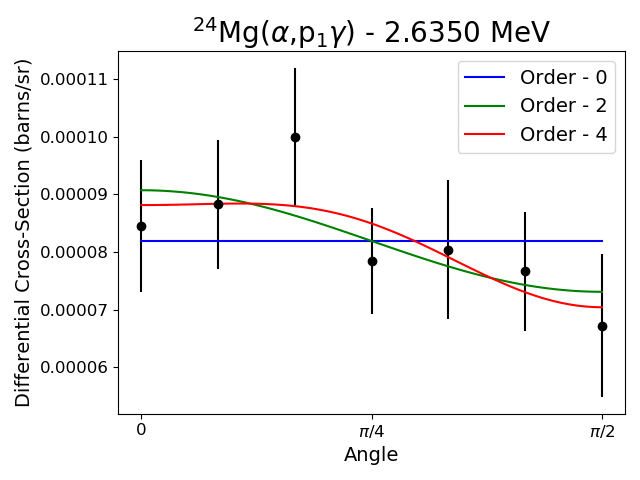 ²⁴Mg(α,p₁γ) - 2.6350 MeV
Differential Cross-Section (barns/sr)
0.00011
0.00010
0.00009
0.00008
0.00007
0.00006
Order - 0
Order - 2
Order - 4
0
π/4
π/2
Angle